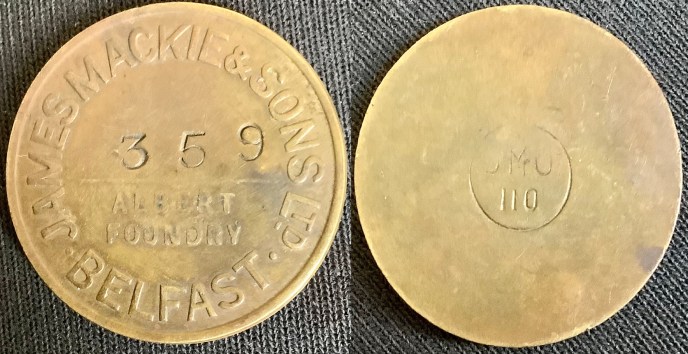 JAMES MACKIE & SONS LTD.
359
ALBERT
FOUNDRY
· BELFAST ·
110